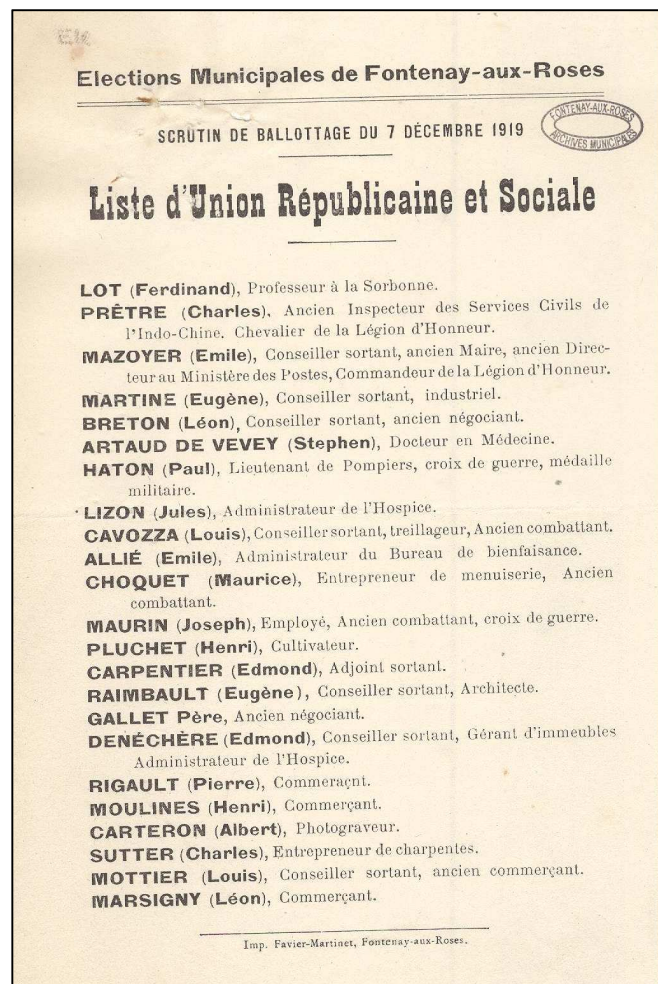 E1c
Elections Municipales de Fontenay-aux-Roses
SCRUTIN DE BALLOTTAGE DU 7 DÉCEMBRE 1919
FONTENAY-AUX-ROSES
ARCHIVES MUNICIPALES
Liste d'Union Républicaine et Sociale
LOT (Ferdinand), Professeur à la Sorbonne.
PRÊTRE (Charles), Ancien Inspecteur des Services Civils de
l'Indo-Chine. Chevalier de la Légion d'Honneur.
MAZOYER (Emile), Conseiller sortant, ancien Maire, ancien Direc-
teur au Ministère des Postes, Commandeur de la Légion d'Honneur.
MARTINE (Eugène), Conseiller sortant, industriel.
BRETON (Léon), Conseiller sortant, ancien négociant.
ARTAUD DE VEVEY (Stephen), Docteur en Médecine.
HATON (Paul), Lieutenant de Pompiers, croix de guerre, médaille
militaire.
LIZON (Jules), Administrateur de l'Hospice.
CAVOZZA (Louis), Conseiller sortant, treillageur, Ancien combattant.
ALLIÉ (Emile), Administrateur du Bureau de bienfaisance.
CHOQUET (Maurice), Entrepreneur de menuiserie, Ancien
combattant.
MAURIN (Joseph), Employé, Ancien combattant, croix de guerre.
PLUCHET (Henri), Cultivateur.
CARPENTIER (Edmond), Adjoint sortant.
RAIMBAULT (Eugène), Conseiller sortant, Architecte.
GALLET Père, Ancien négociant.
DENÉCHÈRE (Edmond), Conseiller sortant, Gérant d'immeubles
Administrateur de l'Hospice.
RIGAULT (Pierre), Commeraçnt.
MOULINES (Henri), Commerçant.
CARTERON (Albert), Photograveur.
SUTTER (Charles), Entrepreneur de charpentes.
MOTTIER (Louis), Conseiller sortant, ancien commerçant.
MARSIGNY (Léon), Commerçant.
Imp. Favier-Martinet, Fontenay-aux-Roses.